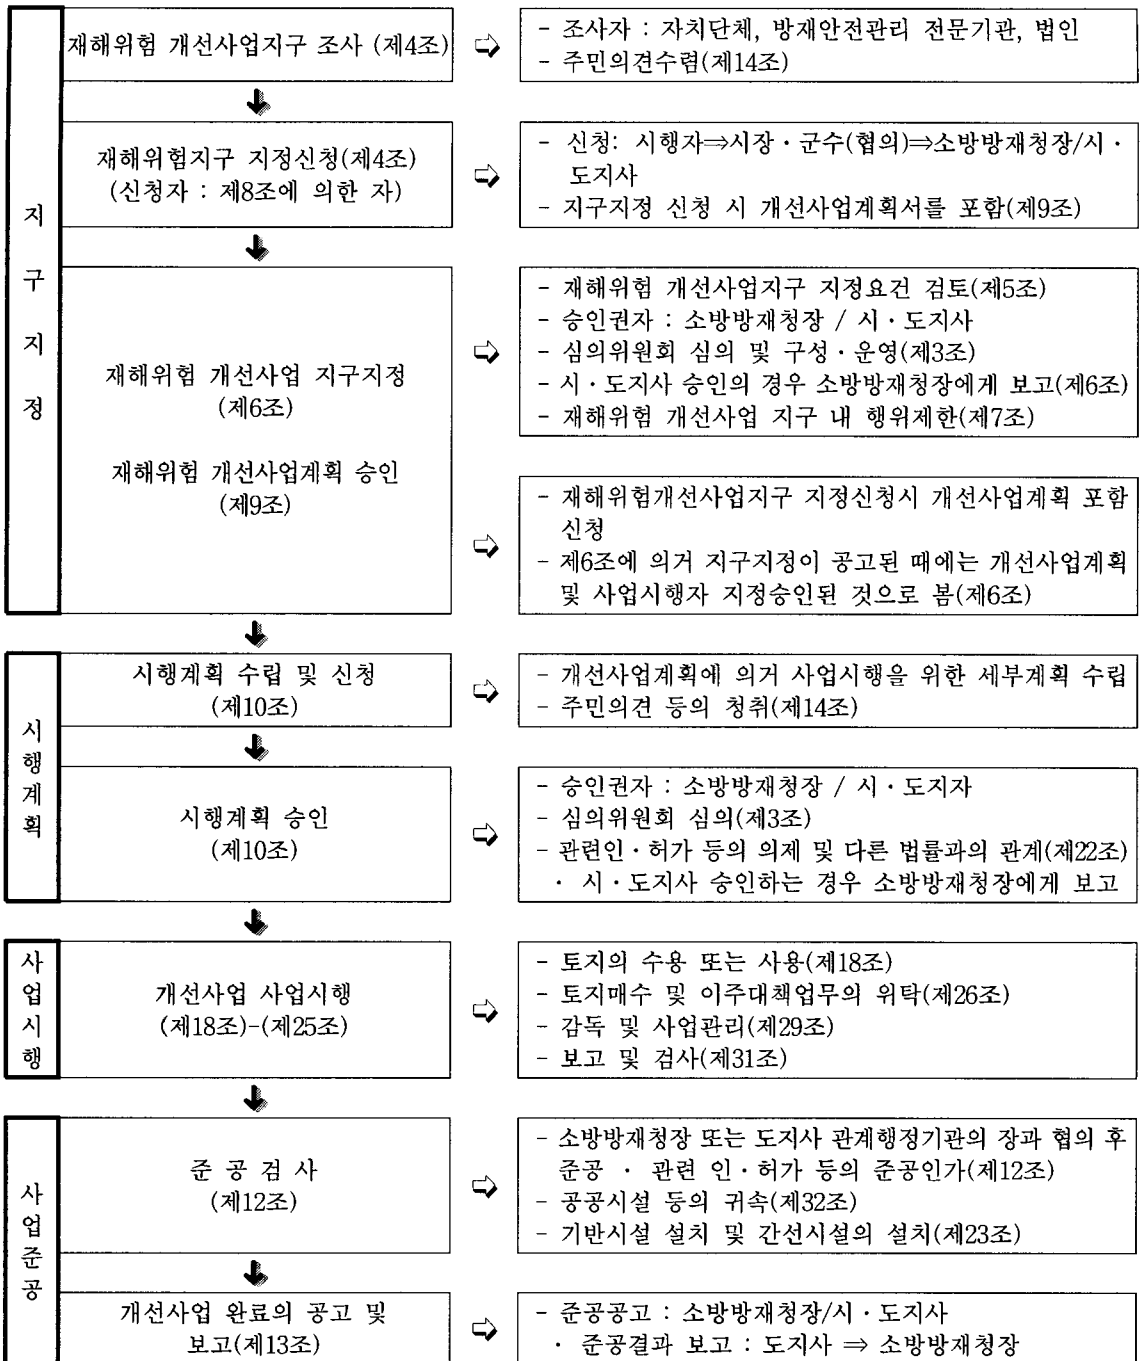 지구지정
재해위험 개선사업지구 조사 (제4조)
- 조사자 : 자치단체, 방재안전관리 전문기관, 법인
- 주민의견수렴(제14조)
재해위험지구 지정신청(제4조)
(신청자 : 제8조에 의한 자)
- 신청: 시행자⇒시장·군수(협의)⇒소방방재청장/시·
도지사
- 지구지정 신청 시 개선사업계획서를 포함(제9조)
재해위험 개선사업 지구지정
(제6조)
재해위험 개선사업계획 승인
(제9조)
- 재해위험 개선사업지구 지정요건 검토(제5조)
- 승인권자 : 소방방재청장 / 시·도지사
- 심의위원회 심의 및 구성·운영(제3조)
- 시·도지사 승인의 경우 소방방재청장에게 보고(제6조)
- 재해위험 개선사업 지구 내 행위제한(제7조)
- 재해위험개선사업지구 지정신청시 개선사업계획 포함
신청
- 제6조에 의거 지구지정이 공고된 때에는 개선사업계획
및 사업시행자 지정승인된 것으로 봄(제6조)
시행계획
시행계획 수립 및 신청
(제10조)
- 개선사업계획에 의거 사업시행을 위한 세부계획 수립
- 주민의견 등의 청취(제14조)
시행계획 승인
(제10조)
- 승인권자 : 소방방재청장 / 시·도지자
- 심의위원회 심의(제3조)
- 관련인·허가 등의 의제 및 다른 법률과의 관계(제22조)
· 시·도지사 승인하는 경우 소방방재청장에게 보고
사업시행
개선사업 사업시행
(제18조)-(제25조)
- 토지의 수용 또는 사용(제18조)
- 토지매수 및 이주대책업무의 위탁(제26조)
- 감독 및 사업관리(제29조)
- 보고 및 검사(제31조)
사업준공
준 공 검 사
(제12조)
- 소방방재청장 또는 도지사 관계행정기관의 장과 협의 후
준공 · 관련 인·허가 등의 준공인가(제12조)
- 공공시설 등의 귀속(제32조)
- 기반시설 설치 및 간선시설의 설치(제23조)
개선사업 완료의 공고 및
보고(제13조)
- 준공공고 : 소방방재청장/시·도지사
· 준공결과 보고 : 도지사 ⇒ 소방방재청장